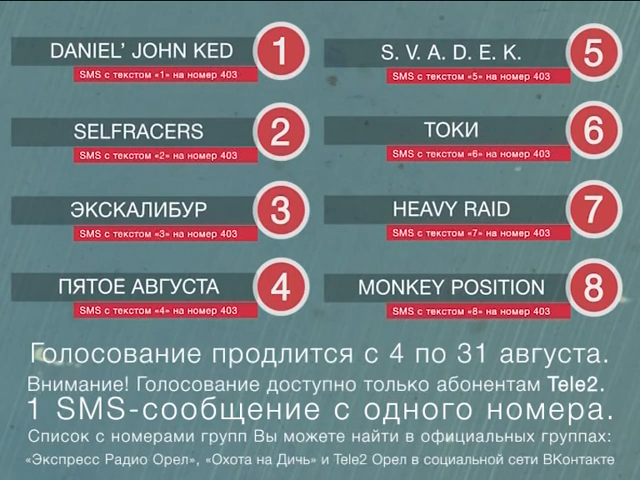 DANIEL' JOHN KED 1
SMS с текстом «1» на номер 403
SELFRACERS 2
SMS с текстом «2» на номер 403
ЭКСКАЛИБУР 3
SMS с текстом «3» на номер 403
ПЯТОЕ АВГУСТА 4
SMS с текстом «4» на номер 403
S. V. A. D. E. K. 5
SMS с текстом «5» на номер 403
ТОКИ 6
SMS с текстом «6» на номер 403
HEAVY RAID 7
SMS с текстом «7» на номер 403
MONKEY POSITION 8
SMS с текстом «8» на номер 403
Голосование продлится с 4 по 31 августа.
Внимание! Голосование доступно только абонентам Tele2.
1 SMS-сообщение с одного номера.
Список с номерами групп Вы можете найти в официальных группах:
«Экспресс Радио Орел», «Охота на Дичь» и Tele2 Орел в социальной сети ВКонтакте